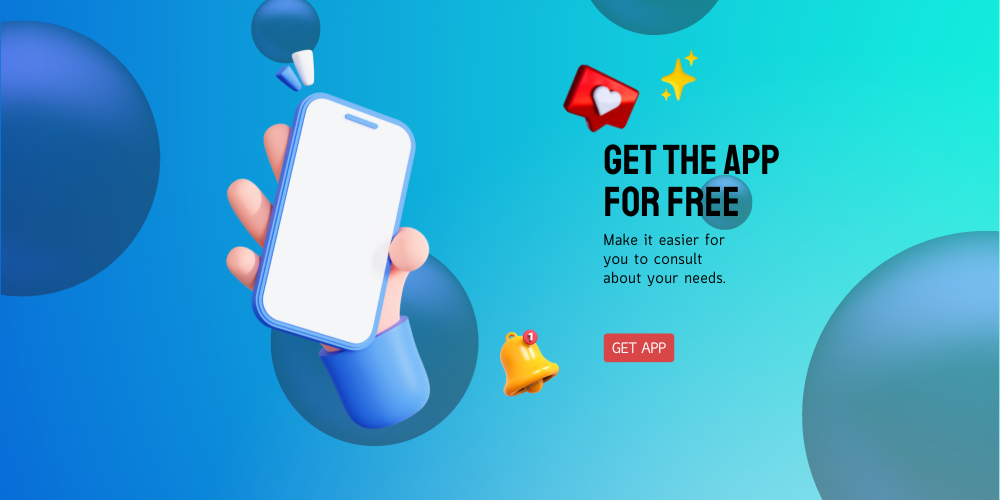 GET THE APP
FOR FREE
Make it easier for
you to consult
about your needs.
1
GET APP